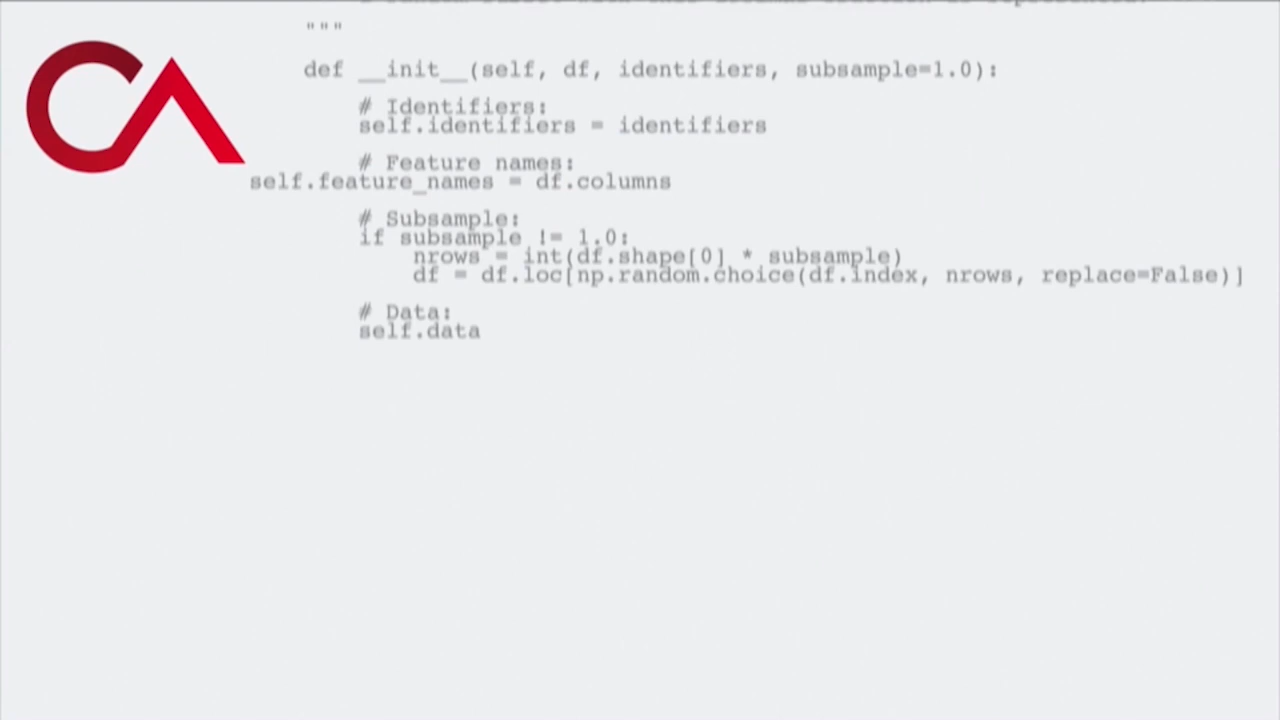 """
def __init__(self, df, identifiers, subsample=1.0):
# Identifiers:
self.identifiers = identifiers
# Feature names:
self.feature_names = df.columns
# Subsample:
if subsample != 1.0:
nrows = int(df.shape[0] * subsample)
df = df.loc[np.random.choice(df.index, nrows, replace=False)]
# Data:
self.data
CA